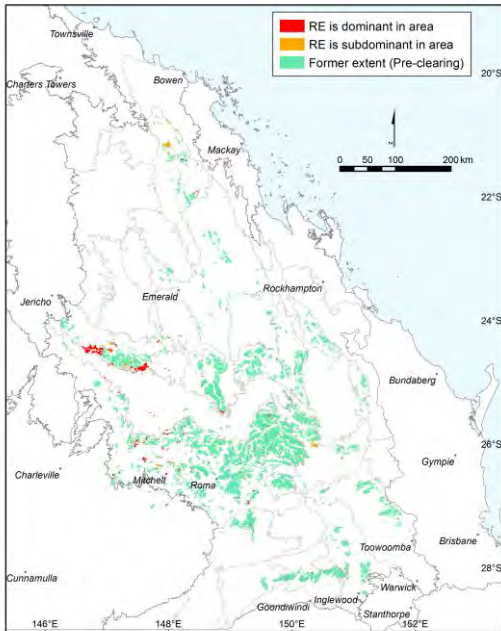 RE is dominant in area
RE is subdominant in area
Former extent (Pre-clearing)
Townsville
Bowen
20°S
Charters Towers
Mackay
0 50 100 200 km
22°S
Emerald
Rockhampton
Jericho
24°S
Bundaberg
26°S
Charleville
Mitchell
Roma
Gympie
Toowoomba
Brisbane
Cunnamulla
28°S
Warwick
Inglewood
Goondiwindi
Stanthorpe
146°E 148°E 150°E 152°E